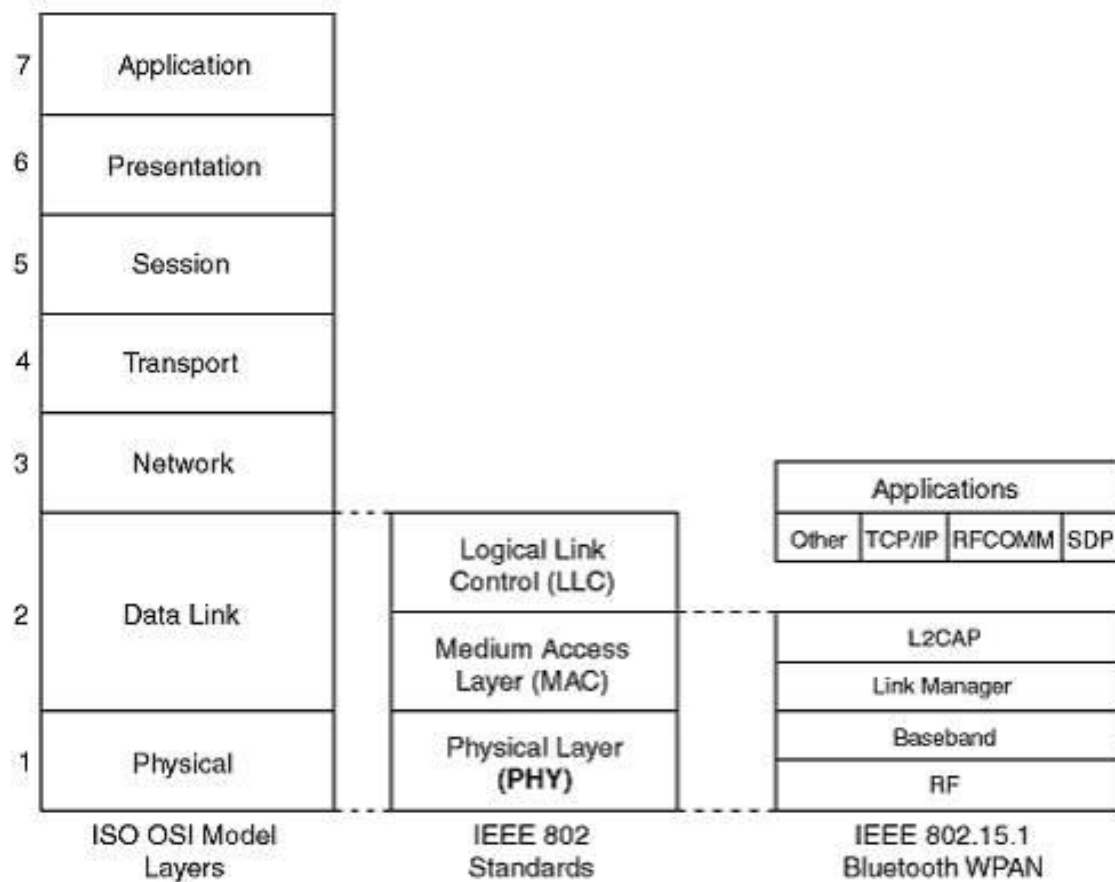 7
Application
6
Presentation
5
Session
4
Transport
3
Network
2
Data Link
1
Physical
ISO OSI Model
Layers
Logical Link
Control (LLC)
Medium Access
Layer (MAC)
Physical Layer
(PHY)
IEEE 802
Standards
Applications
Other TCP/IP RFCOMM SDP
L2CAP
Link Manager
Baseband
RF
IEEE 802.15.1
Bluetooth WPAN